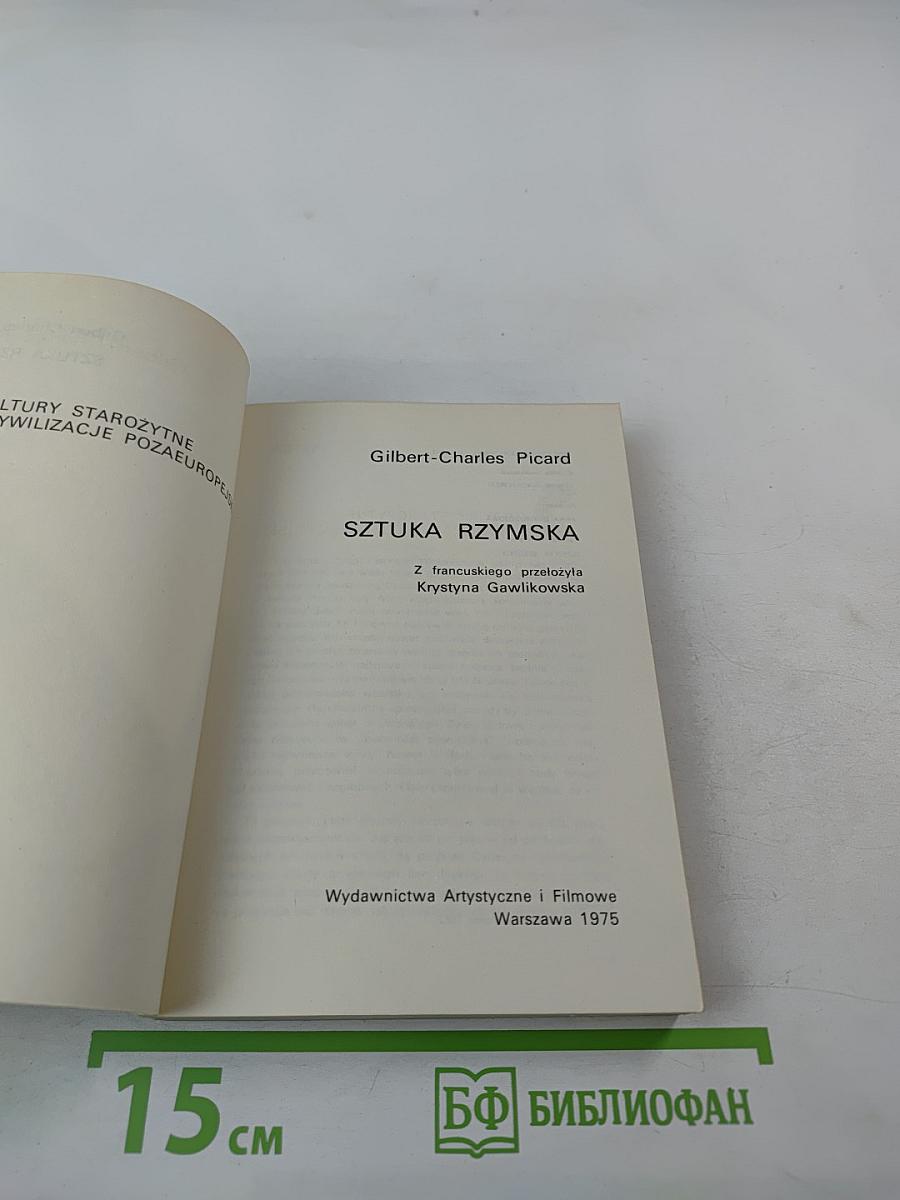 LTURY STAROŻYTNE
YWILIZACJE POZAEUROPEJS
Gilbert-Charles Picard
SZTUKA RZYMSKA
Z francuskiego przełożyła
Krystyna Gawlikowska
Wydawnictwa Artystyczne i Filmowe
Warszawa 1975
15 см
БФ БИБЛИОФАН